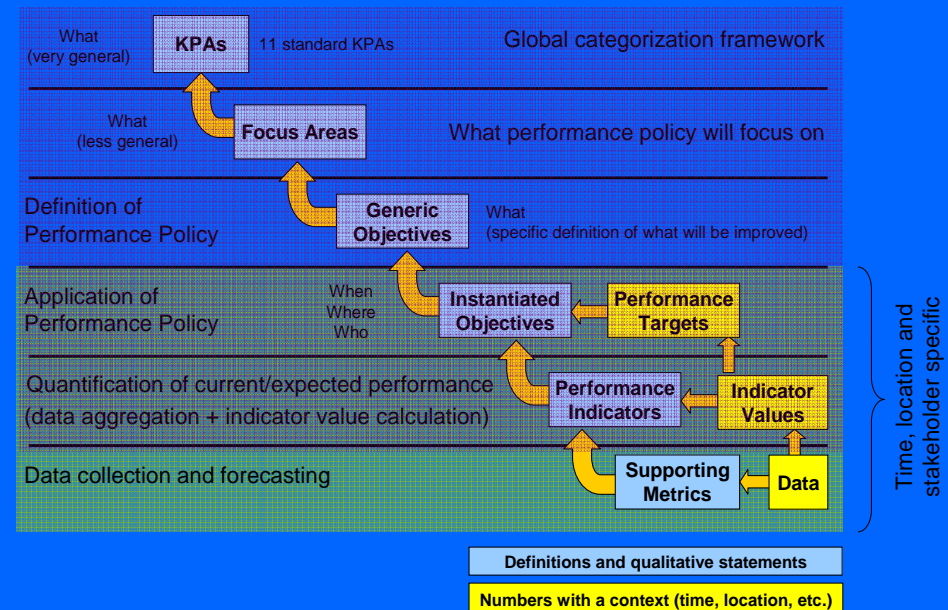 What
(very general)
KPAs
11 standard KPAs
Global categorization framework
What
(less general)
Focus Areas
What performance policy will focus on
Definition of
Performance Policy
Generic
Objectives
What
(specific definition of what will be improved)
Application of
Performance Policy
When
Where
Who
Instantiated
Objectives
Performance
Targets
Quantification of current/expected performance
(data aggregation + indicator value calculation)
Performance
Indicators
Indicator
Values
Data collection and forecasting
Supporting
Metrics
Data
Time, location and
stakeholder specific
Definitions and qualitative statements
Numbers with a context (time, location, etc.)